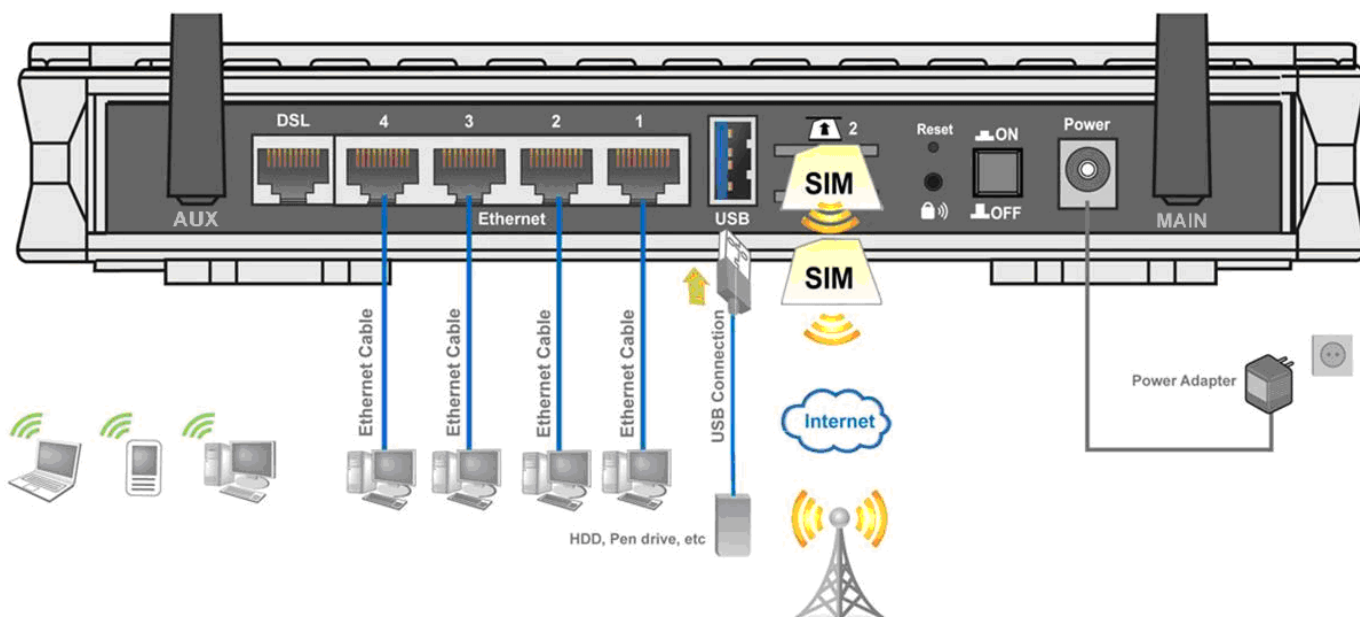 DSL
4
3
2
1
2
Reset
ON
Power
SIM
AUX
Ethernet
USB
OFF
MAIN
SIM
Ethernet Cable
Ethernet Cable
Ethernet Cable
Ethernet Cable
USB Connection
Power Adapter
Internet
HDD, Pen drive, etc